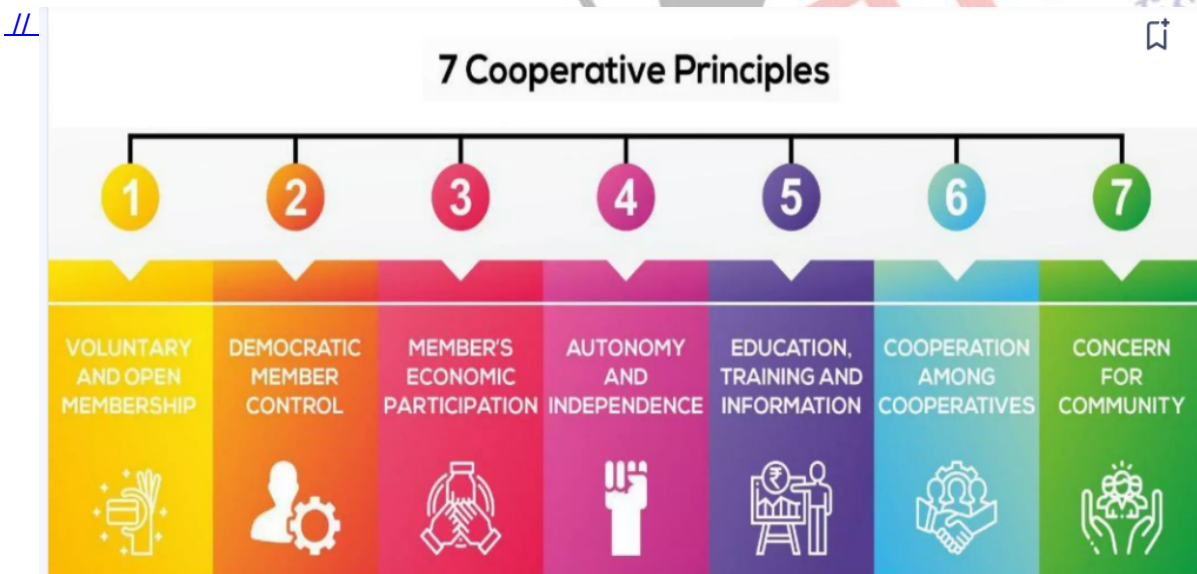 //
7 Cooperative Principles
1 2 3 4 5 6 7
VOLUNTARY
AND OPEN
MEMBERSHIP
DEMOCRATIC
MEMBER
CONTROL
MEMBER'S
ECONOMIC
PARTICIPATION
AUTONOMY
AND
INDEPENDENCE
EDUCATION,
TRAINING AND
INFORMATION
₹
COOPERATION
AMONG
COOPERATIVES
CONCERN
FOR
COMMUNITY